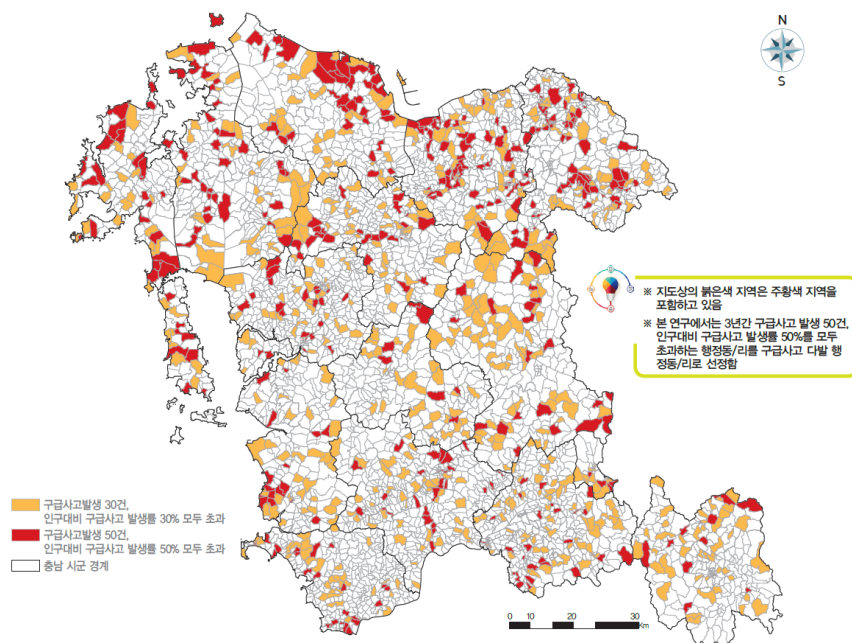 N
S
※ 지도상의 붉은색 지역은 주황색 지역을
포함하고 있음
※ 본 연구에서는 3년간 구급사고 발생 50건,
인구대비 구급사고 발생률 50%를 모두
초과하는 행정동/리를 구급사고 다발 행
정동/리로 선정함
구급사고발생 30건,
인구대비 구급사고 발생률 30% 모두 초과
구급사고발생 50건,
인구대비 구급사고 발생률 50% 모두 초과
충남 시군 경계
0 10 20 30
Km